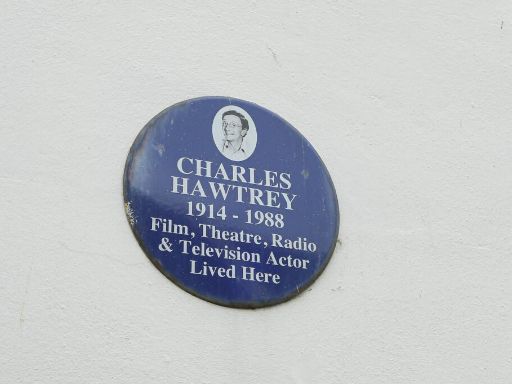 CHARLES
HAWTREY
1914 - 1988
Film, Theatre, Radio
& Television Actor
Lived Here